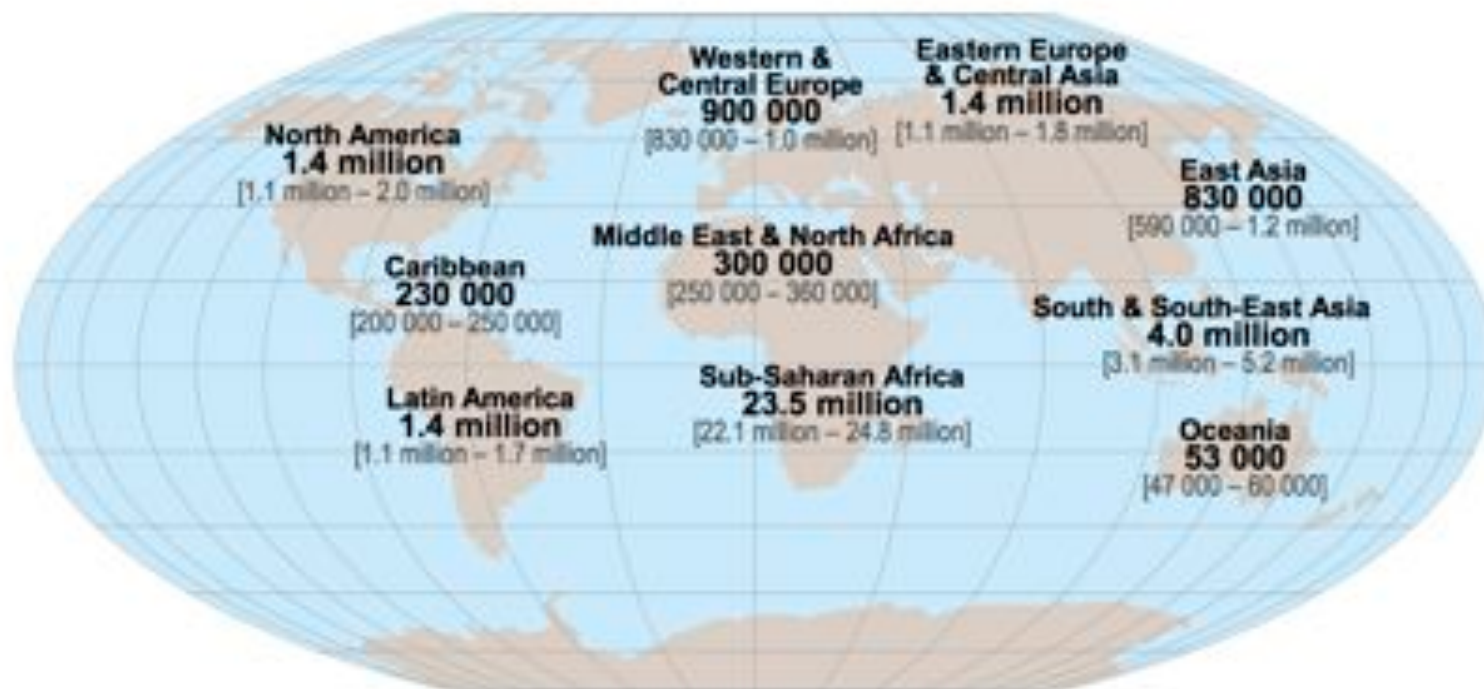 Western &
Central Europe
900 000
[830 000 – 1.0 million]
Eastern Europe
& Central Asia
1.4 million
[1.1 million – 1.8 million]
North America
1.4 million
[1.1 million – 2.0 million]
East Asia
830 000
[590 000 – 1.2 million]
Middle East & North Africa
300 000
[250 000 – 360 000]
Caribbean
230 000
[200 000 – 250 000]
South & South-East Asia
4.0 million
[3.1 million – 5.2 million]
Sub-Saharan Africa
23.5 million
[22.1 million – 24.8 million]
Latin America
1.4 million
[1.1 million – 1.7 million]
Oceania
53 000
[47 000 – 60 000]